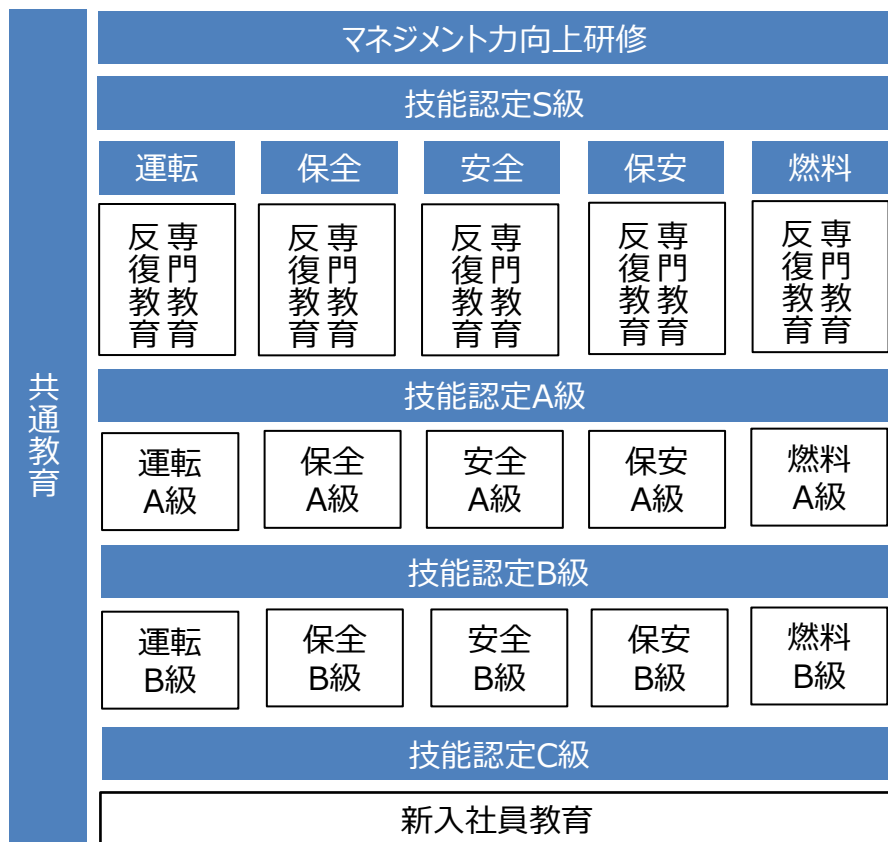 共通教育
マネジメント力向上研修
技能認定S級
運転
保全
安全
保安
燃料
専門教育
反復教育
専門教育
反復教育
専門教育
反復教育
専門教育
反復教育
専門教育
反復教育
技能認定A級
運転
A級
保全
A級
安全
A級
保安
A級
燃料
A級
技能認定B級
運転
B級
保全
B級
安全
B級
保安
B級
燃料
B級
技能認定C級
新入社員教育